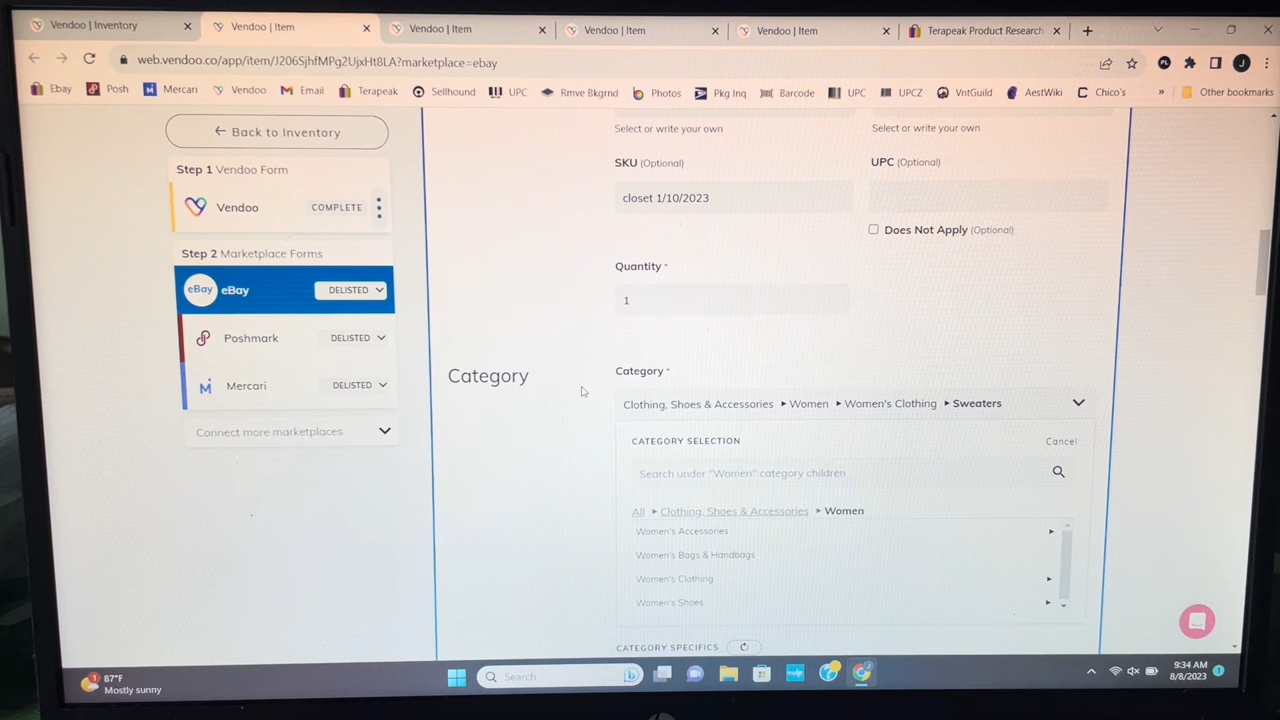 Vendoo | Inventory
Vendoo | Item
Vendoo | Item
Vendoo | Item
Vendoo | Item
Terapeak Product Research
web.vendoo.co/app/item/J206SjhfMPg2UjxHt8LA?marketplace=ebay
Ebay
Posh
Mercari
Vendoo
Email
Terapeak
Sellhound
UPC
Rmve Bkgrnd
Photos
Pkg Inq
Barcode
UPC
UPCZ
VntGuild
AestWiki
Chico's
»
Other bookmarks
← Back to Inventory
Step 1 Vendoo Form
Vendoo COMPLETE
Step 2 Marketplace Forms
eBay eBay DELISTED
Poshmark DELISTED
Mercari DELISTED
Connect more marketplaces
Select or write your own
Select or write your own
SKU (Optional)
UPC (Optional)
closet 1/10/2023
Does Not Apply (Optional)
Quantity *
1
Category
Category *
Clothing, Shoes & Accessories ▸ Women ▸ Women's Clothing ▸ Sweaters
CATEGORY SELECTION
Cancel
Search under "Women" category children
All ▸ Clothing, Shoes & Accessories ▸ Women
Women's Accessories
Women's Bags & Handbags
Women's Clothing
Women's Shoes
CATEGORY SPECIFICS
1
87°F
Mostly sunny
Search
9:34 AM
8/8/2023
1